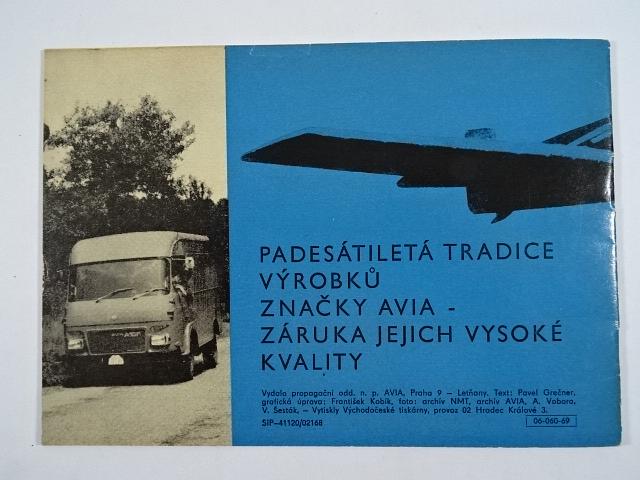 PADESÁTILETÁ TRADICE
VÝROBKŮ
ZNAČKY AVIA -
ZÁRUKA JEJICH VYSOKÉ
KVALITY
Vydalo propagační odd. n. p. AVIA, Praha 9 – Letňany. Text: Pavel Grečner,
grafická úprava: František Kobík, foto: archív NMT, archív AVIA, A. Vobora,
V. Šesták, – Vytiskly Východočeské tiskárny, provoz 02 Hradec Králové 3.
SIP–41120/02168
06-060-69